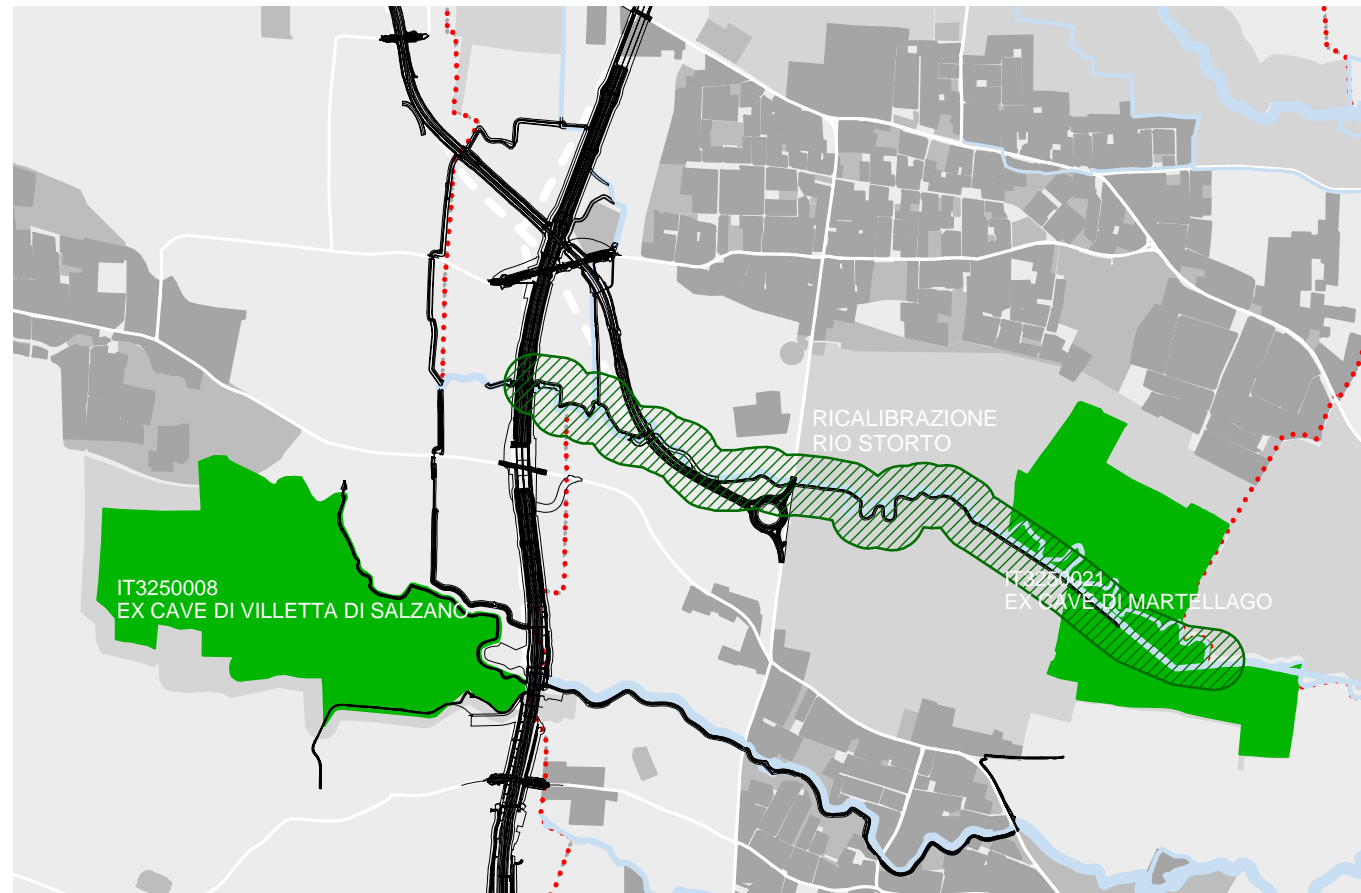 RICALIBRAZIONE
RIO STORTO
IT3250008
EX CAVE DI VILLETTA DI SALZANO
IT3250021
EX CAVE DI MARTELLAGO